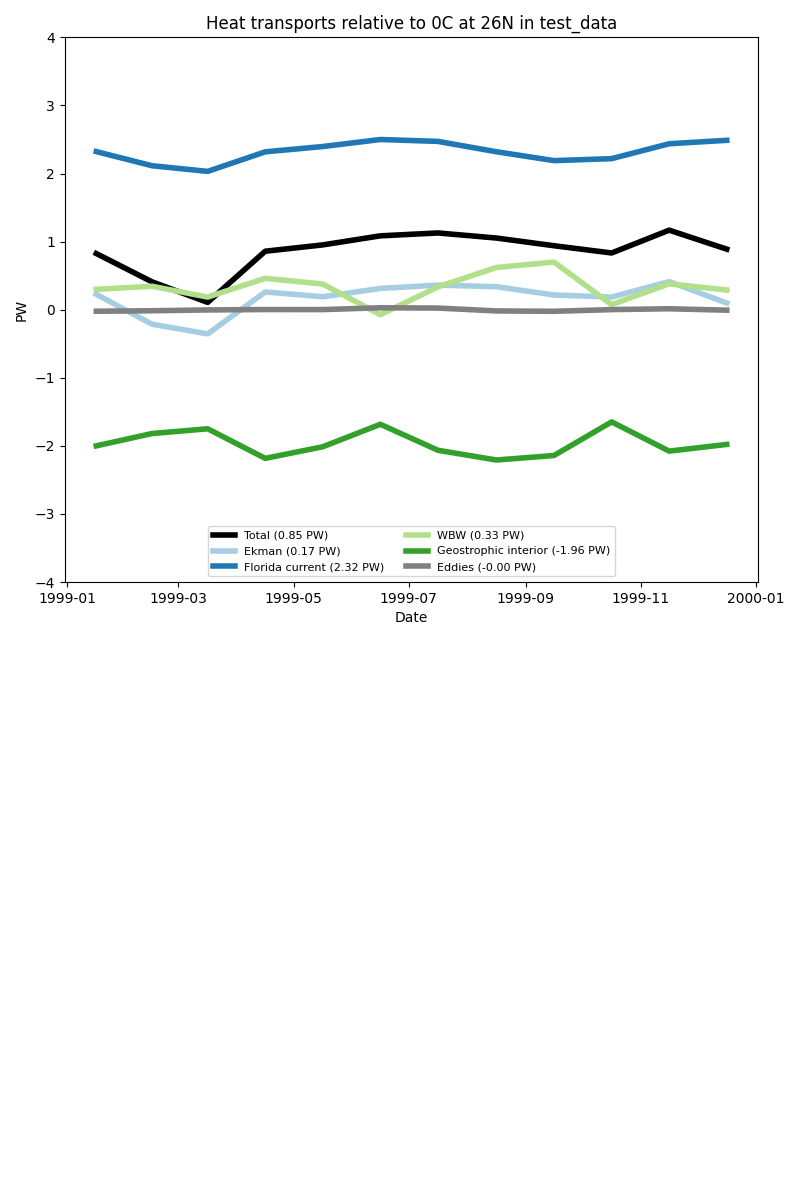 Heat transports relative to 0C at 26N in test_data
4
3
2
1
0
−1
−2
−3
−4
PW
Total (0.85 PW)
Ekman (0.17 PW)
Florida current (2.32 PW)
WBW (0.33 PW)
Geostrophic interior (-1.96 PW)
Eddies (-0.00 PW)
1999-01 1999-03 1999-05 1999-07 1999-09 1999-11 2000-01
Date